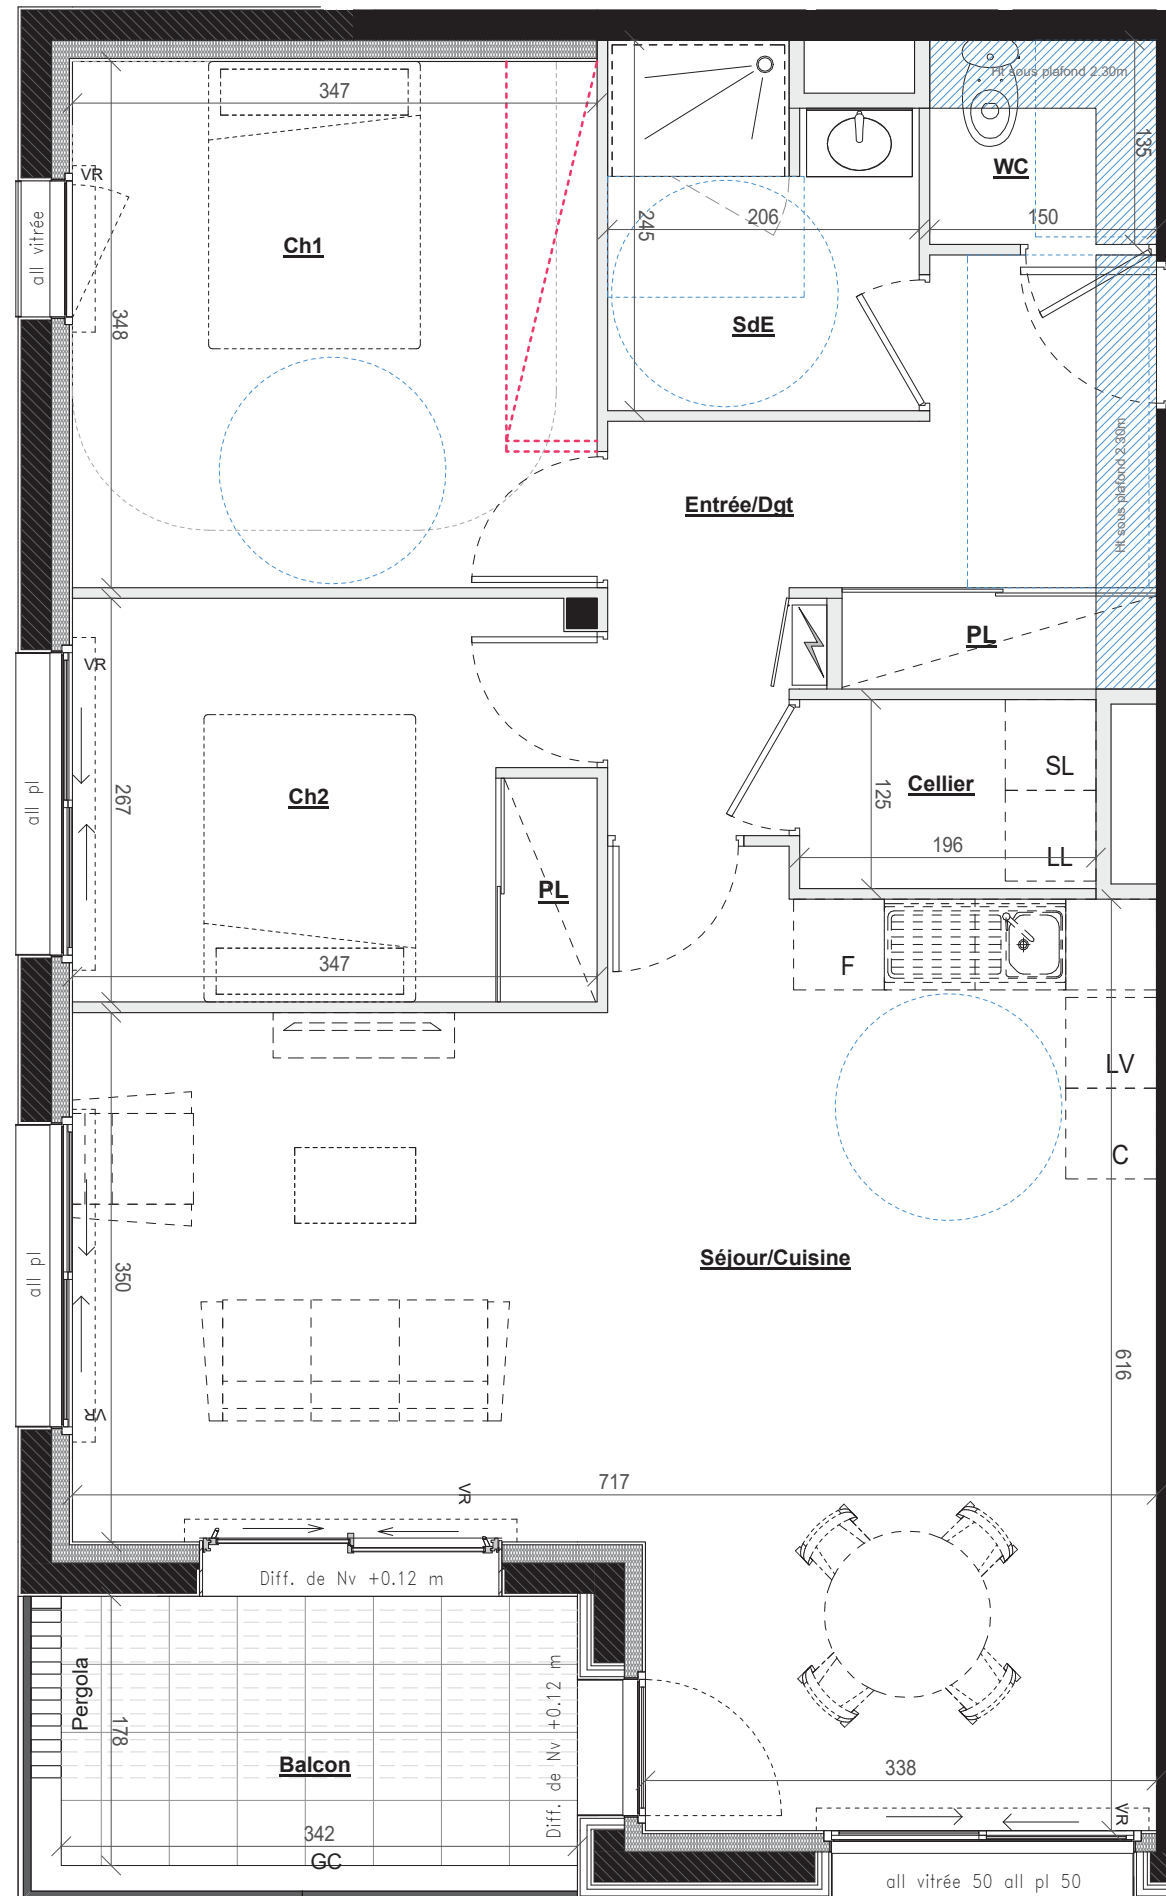 347
Ht sous plafond 2.30m
135
VR
WC
all vitrée
Ch1
245
206
150
348
SdE
Ht sous plafond 2.30m
Entrée/Dgt
PL
VR
SL
Cellier
125
all pl
267
Ch2
196
LL
PL
347
F
LV
C
Séjour/Cuisine
all pl
350
616
VR
717
VR
Diff. de Nv +0.12 m
Pergola
178
Diff. de Nv +0.12 m
Balcon
338
VR
342
GC
all vitrée 50 all pl 50